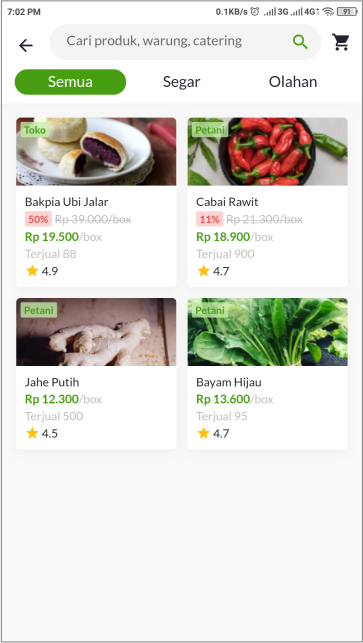 7:02 PM 0.1KB/s 3G 4G+ 91
Cari produk, warung, catering
Semua Segar Olahan
Toko Petani
Bakpia Ubi Jalar Cabai Rawit
50% Rp 39.000/box 11% Rp 21.300/box
Rp 19.500/box Rp 18.900/box
Terjual 88 Terjual 900
4.9 4.7
Petani Petani
Jahe Putih Bayam Hijau
Rp 12.300/box Rp 13.600/box
Terjual 500 Terjual 95
4.5 4.7